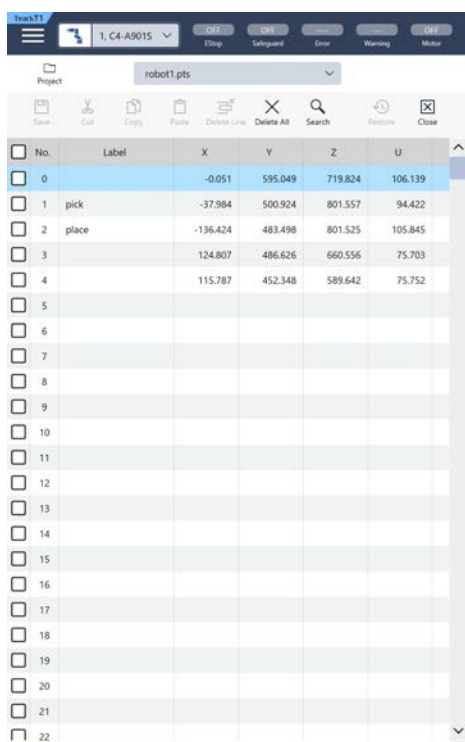 TeachT1
1, C4-A901S OFF OFF ---- ---- OFF
EStop Safeguard Error Warning Motor
Project robot1.pts
Save Cut Copy Paste Delete Line Delete All Search Restore Close
No. Label X Y Z U
0 -0.051 595.049 719.824 106.139
1 pick -37.984 500.924 801.557 94.422
2 place -136.424 483.498 801.525 105.845
3 124.807 486.626 660.556 75.703
4 115.787 452.348 589.642 75.752
5
6
7
8
9
10
11
12
13
14
15
16
17
18
19
20
21
22